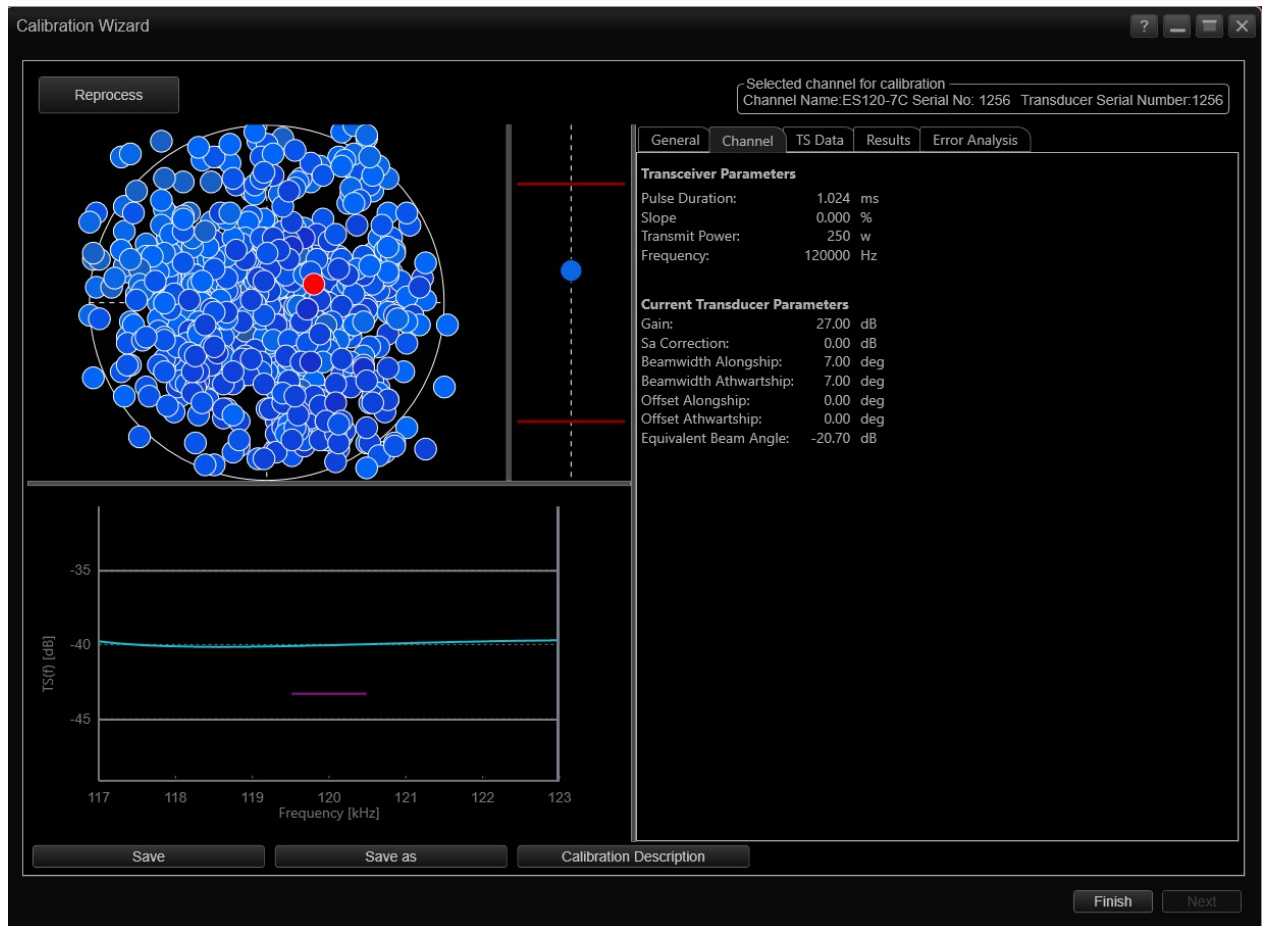 Calibration Wizard
?
Reprocess
Selected channel for calibration
Channel Name:ES120-7C Serial No: 1256 Transducer Serial Number:1256
General Channel TS Data Results Error Analysis
Transceiver Parameters
Pulse Duration: 1.024 ms
Slope 0.000 %
Transmit Power: 250 w
Frequency: 120000 Hz
Current Transducer Parameters
Gain: 27.00 dB
Sa Correction: 0.00 dB
Beamwidth Alongship: 7.00 deg
Beamwidth Athwartship: 7.00 deg
Offset Alongship: 0.00 deg
Offset Athwartship: 0.00 deg
Equivalent Beam Angle: -20.70 dB
TS(f) [dB]
-35
-40
-45
117 118 119 120 121 122 123
Frequency [kHz]
Save Save as Calibration Description
Finish Next